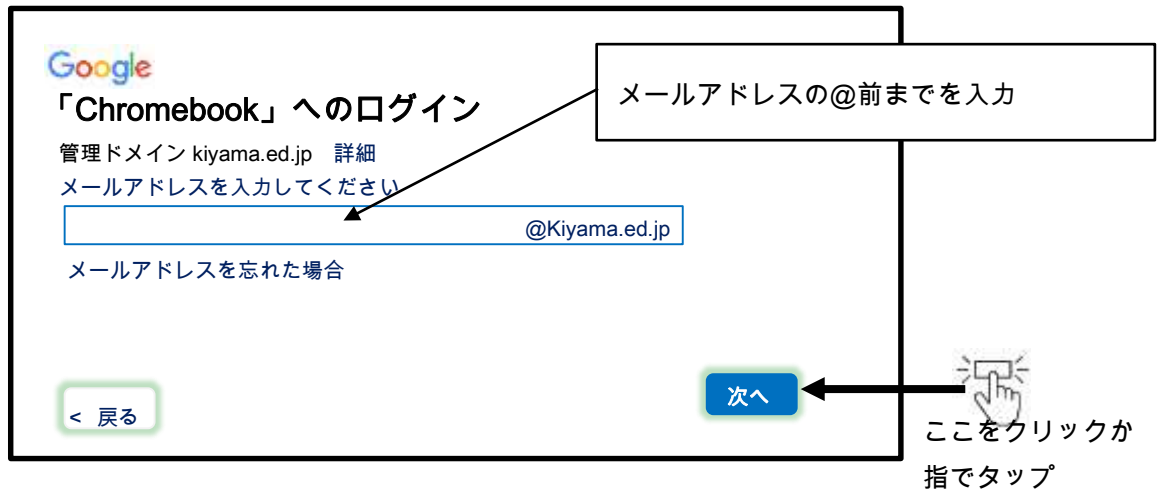 Google
「Chromebook」へのログイン
メールアドレスの@前までを入力
管理ドメイン kiyama.ed.jp 詳細
メールアドレスを入力してください
@Kiyama.ed.jp
メールアドレスを忘れた場合
< 戻る
次へ
ここをクリックか
指でタップ